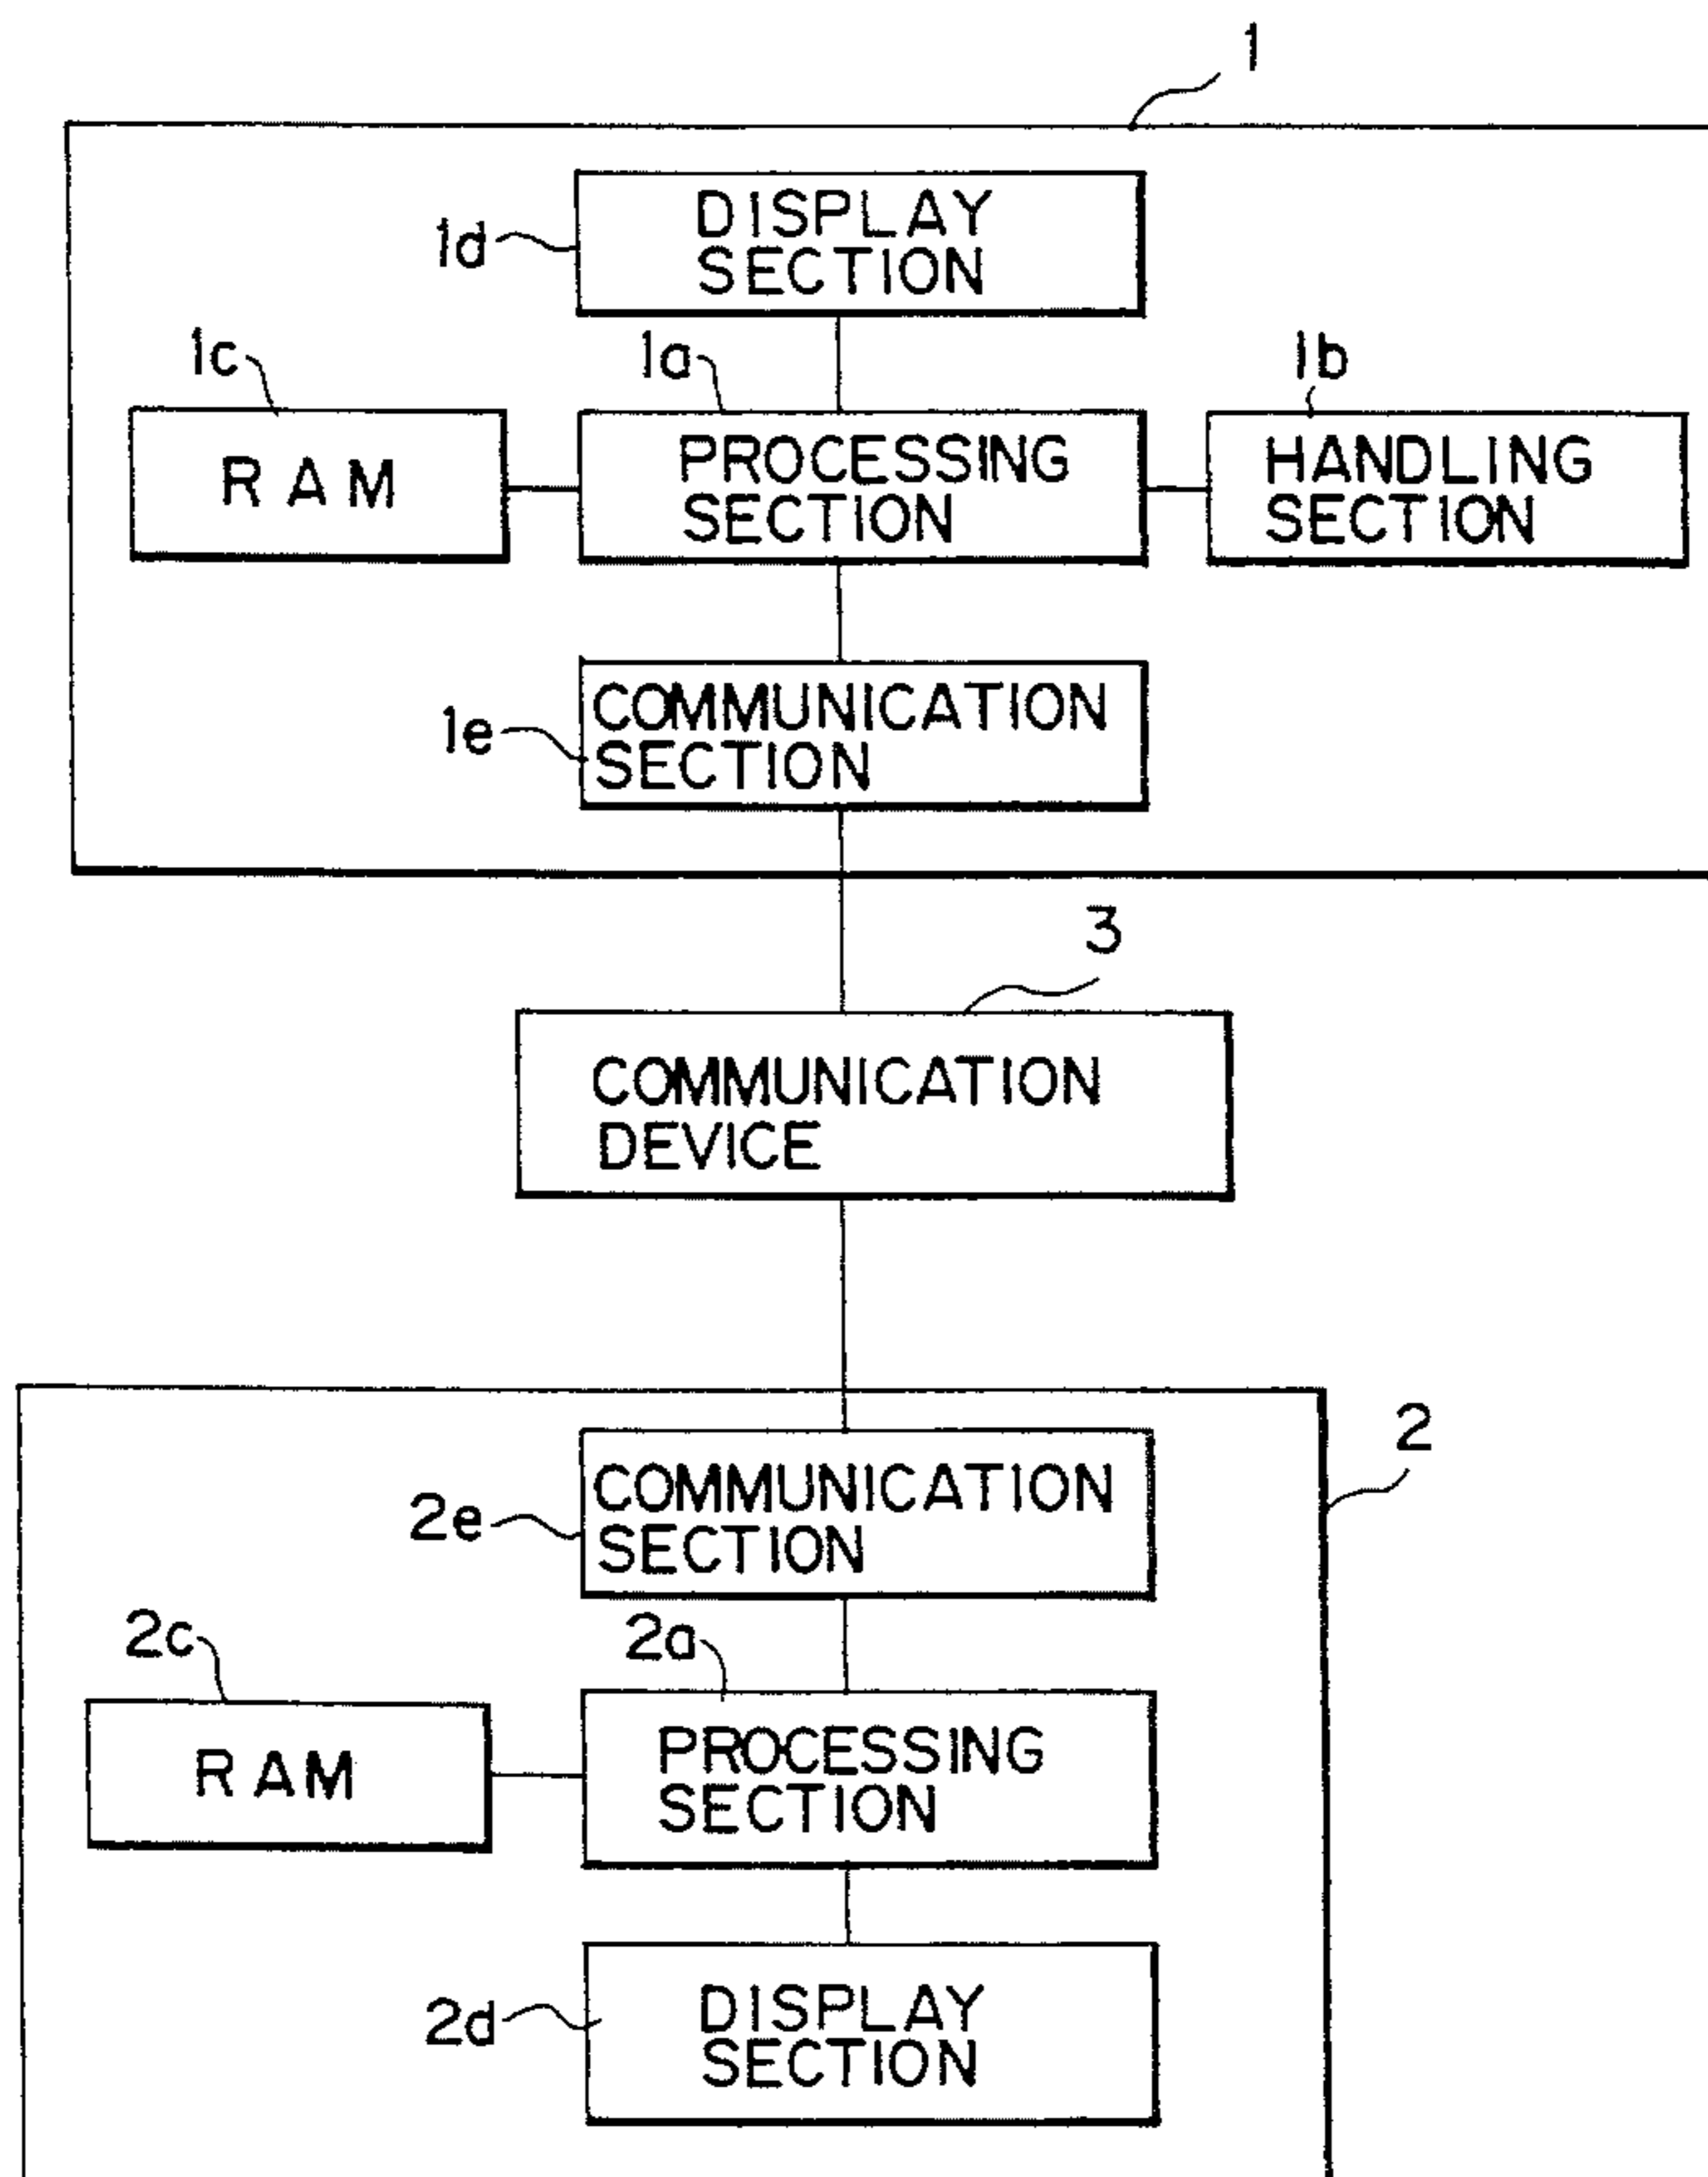 1
1d
DISPLAY
SECTION
1c
1a
1b
RAM
PROCESSING
SECTION
HANDLING
SECTION
1e
COMMUNICATION
SECTION
3
COMMUNICATION
DEVICE
2
2e
COMMUNICATION
SECTION
2c
2a
RAM
PROCESSING
SECTION
2d
DISPLAY
SECTION